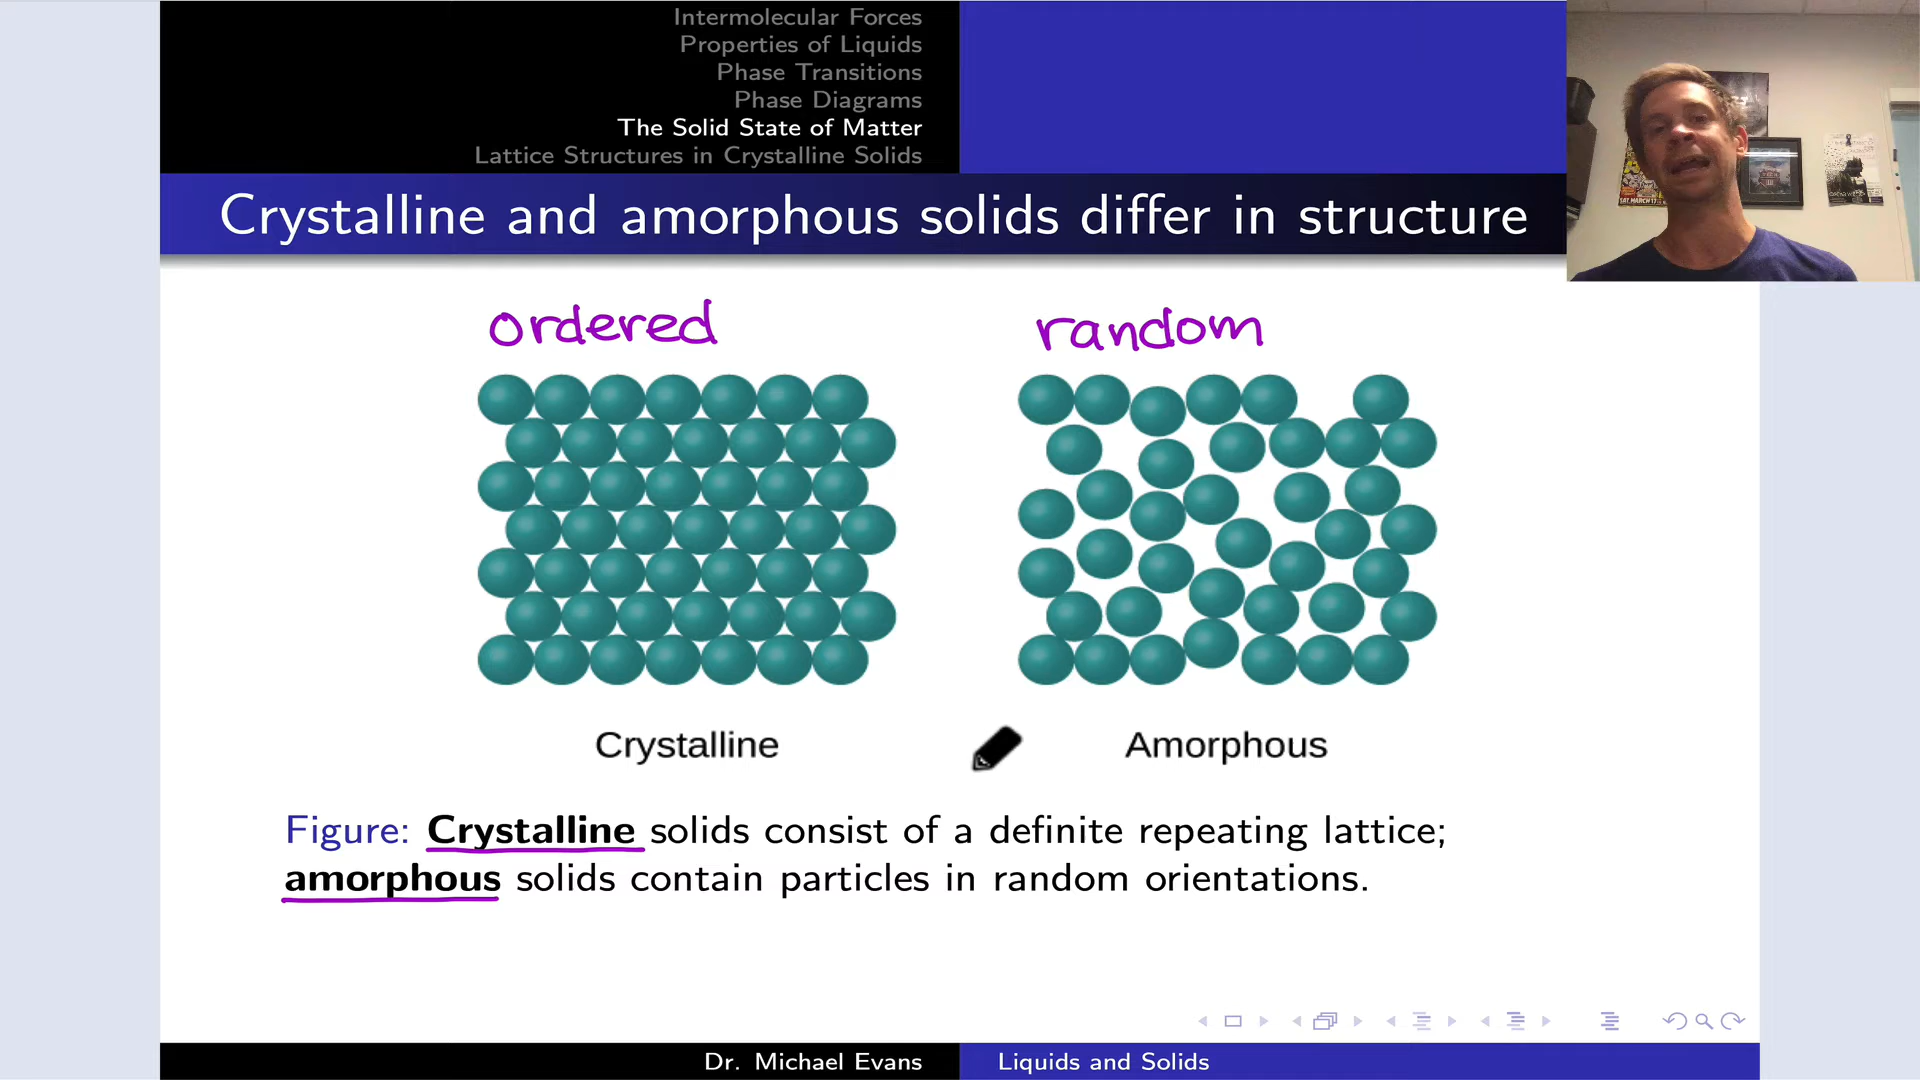 Intermolecular Forces
Properties of Liquids
Phase Transitions
Phase Diagrams
The Solid State of Matter
Lattice Structures in Crystalline Solids
Crystalline and amorphous solids differ in structure
ordered
random
Crystalline
Amorphous
Figure: Crystalline solids consist of a definite repeating lattice;
amorphous solids contain particles in random orientations.
Dr. Michael Evans
Liquids and Solids